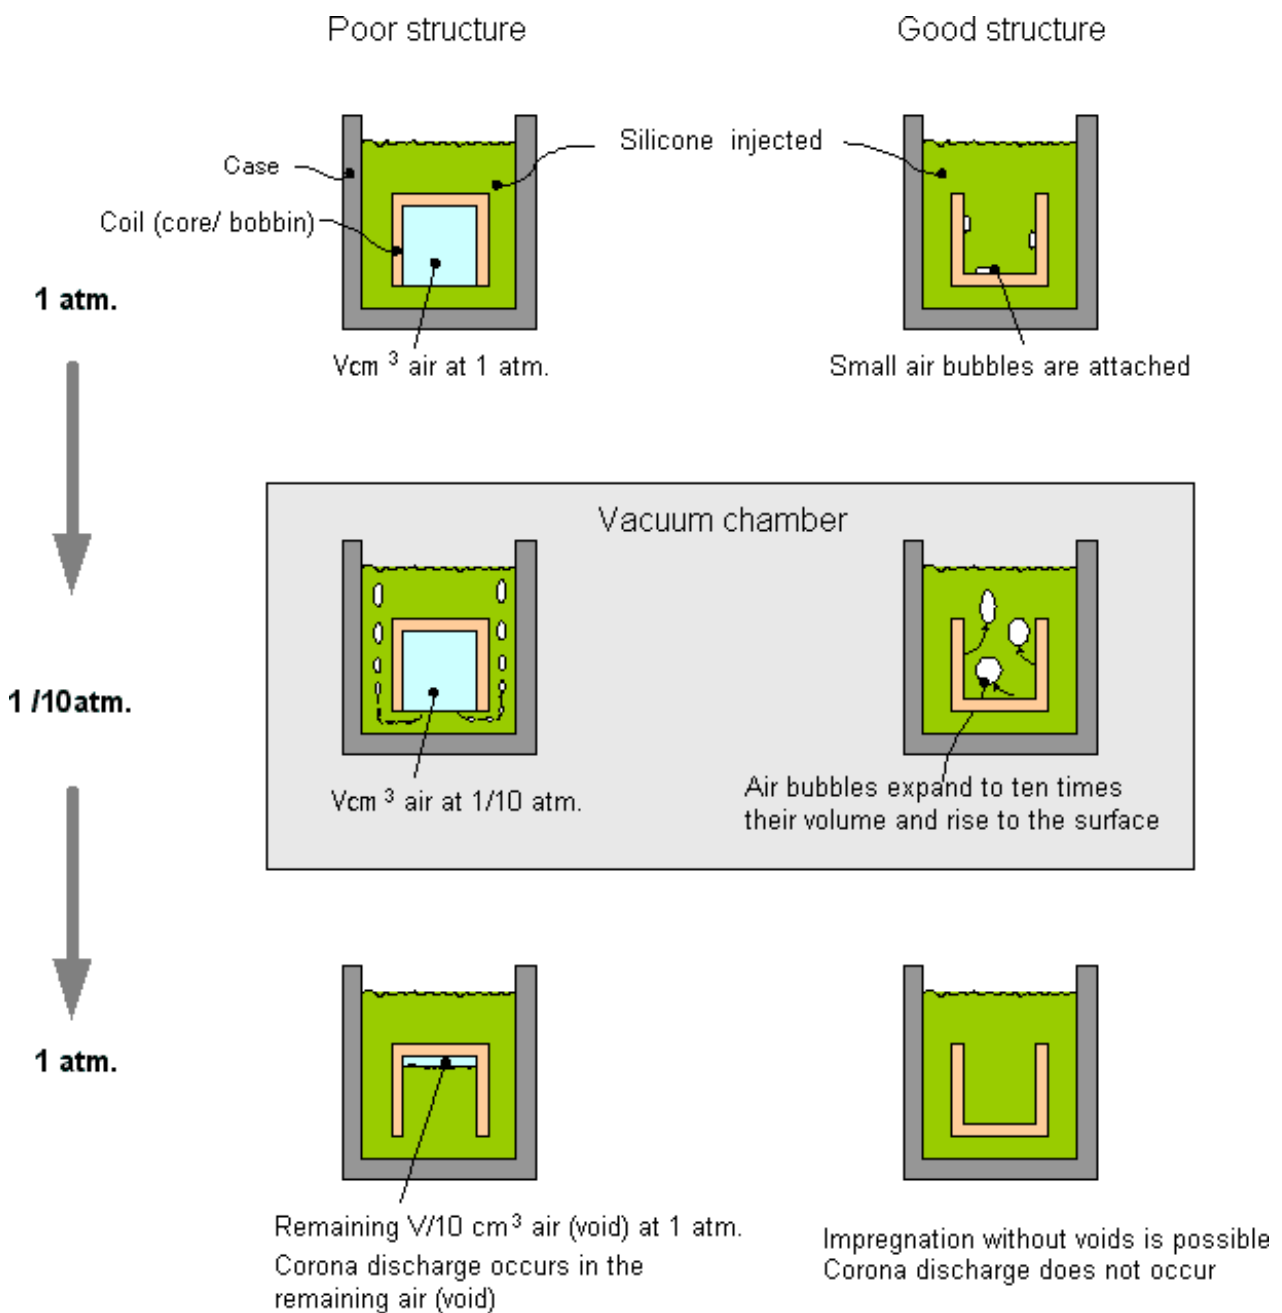 Poor structure
Good structure
Case
Silicone injected
Coil (core/ bobbin)
1 atm.
Vcm ³ air at 1 atm.
Small air bubbles are attached
Vacuum chamber
1 /10atm.
Vcm ³ air at 1/10 atm.
Air bubbles expand to ten times
their volume and rise to the surface
1 atm.
Remaining V/10 cm³ air (void) at 1 atm.
Corona discharge occurs in the
remaining air (void)
Impregnation without voids is possible
Corona discharge does not occur